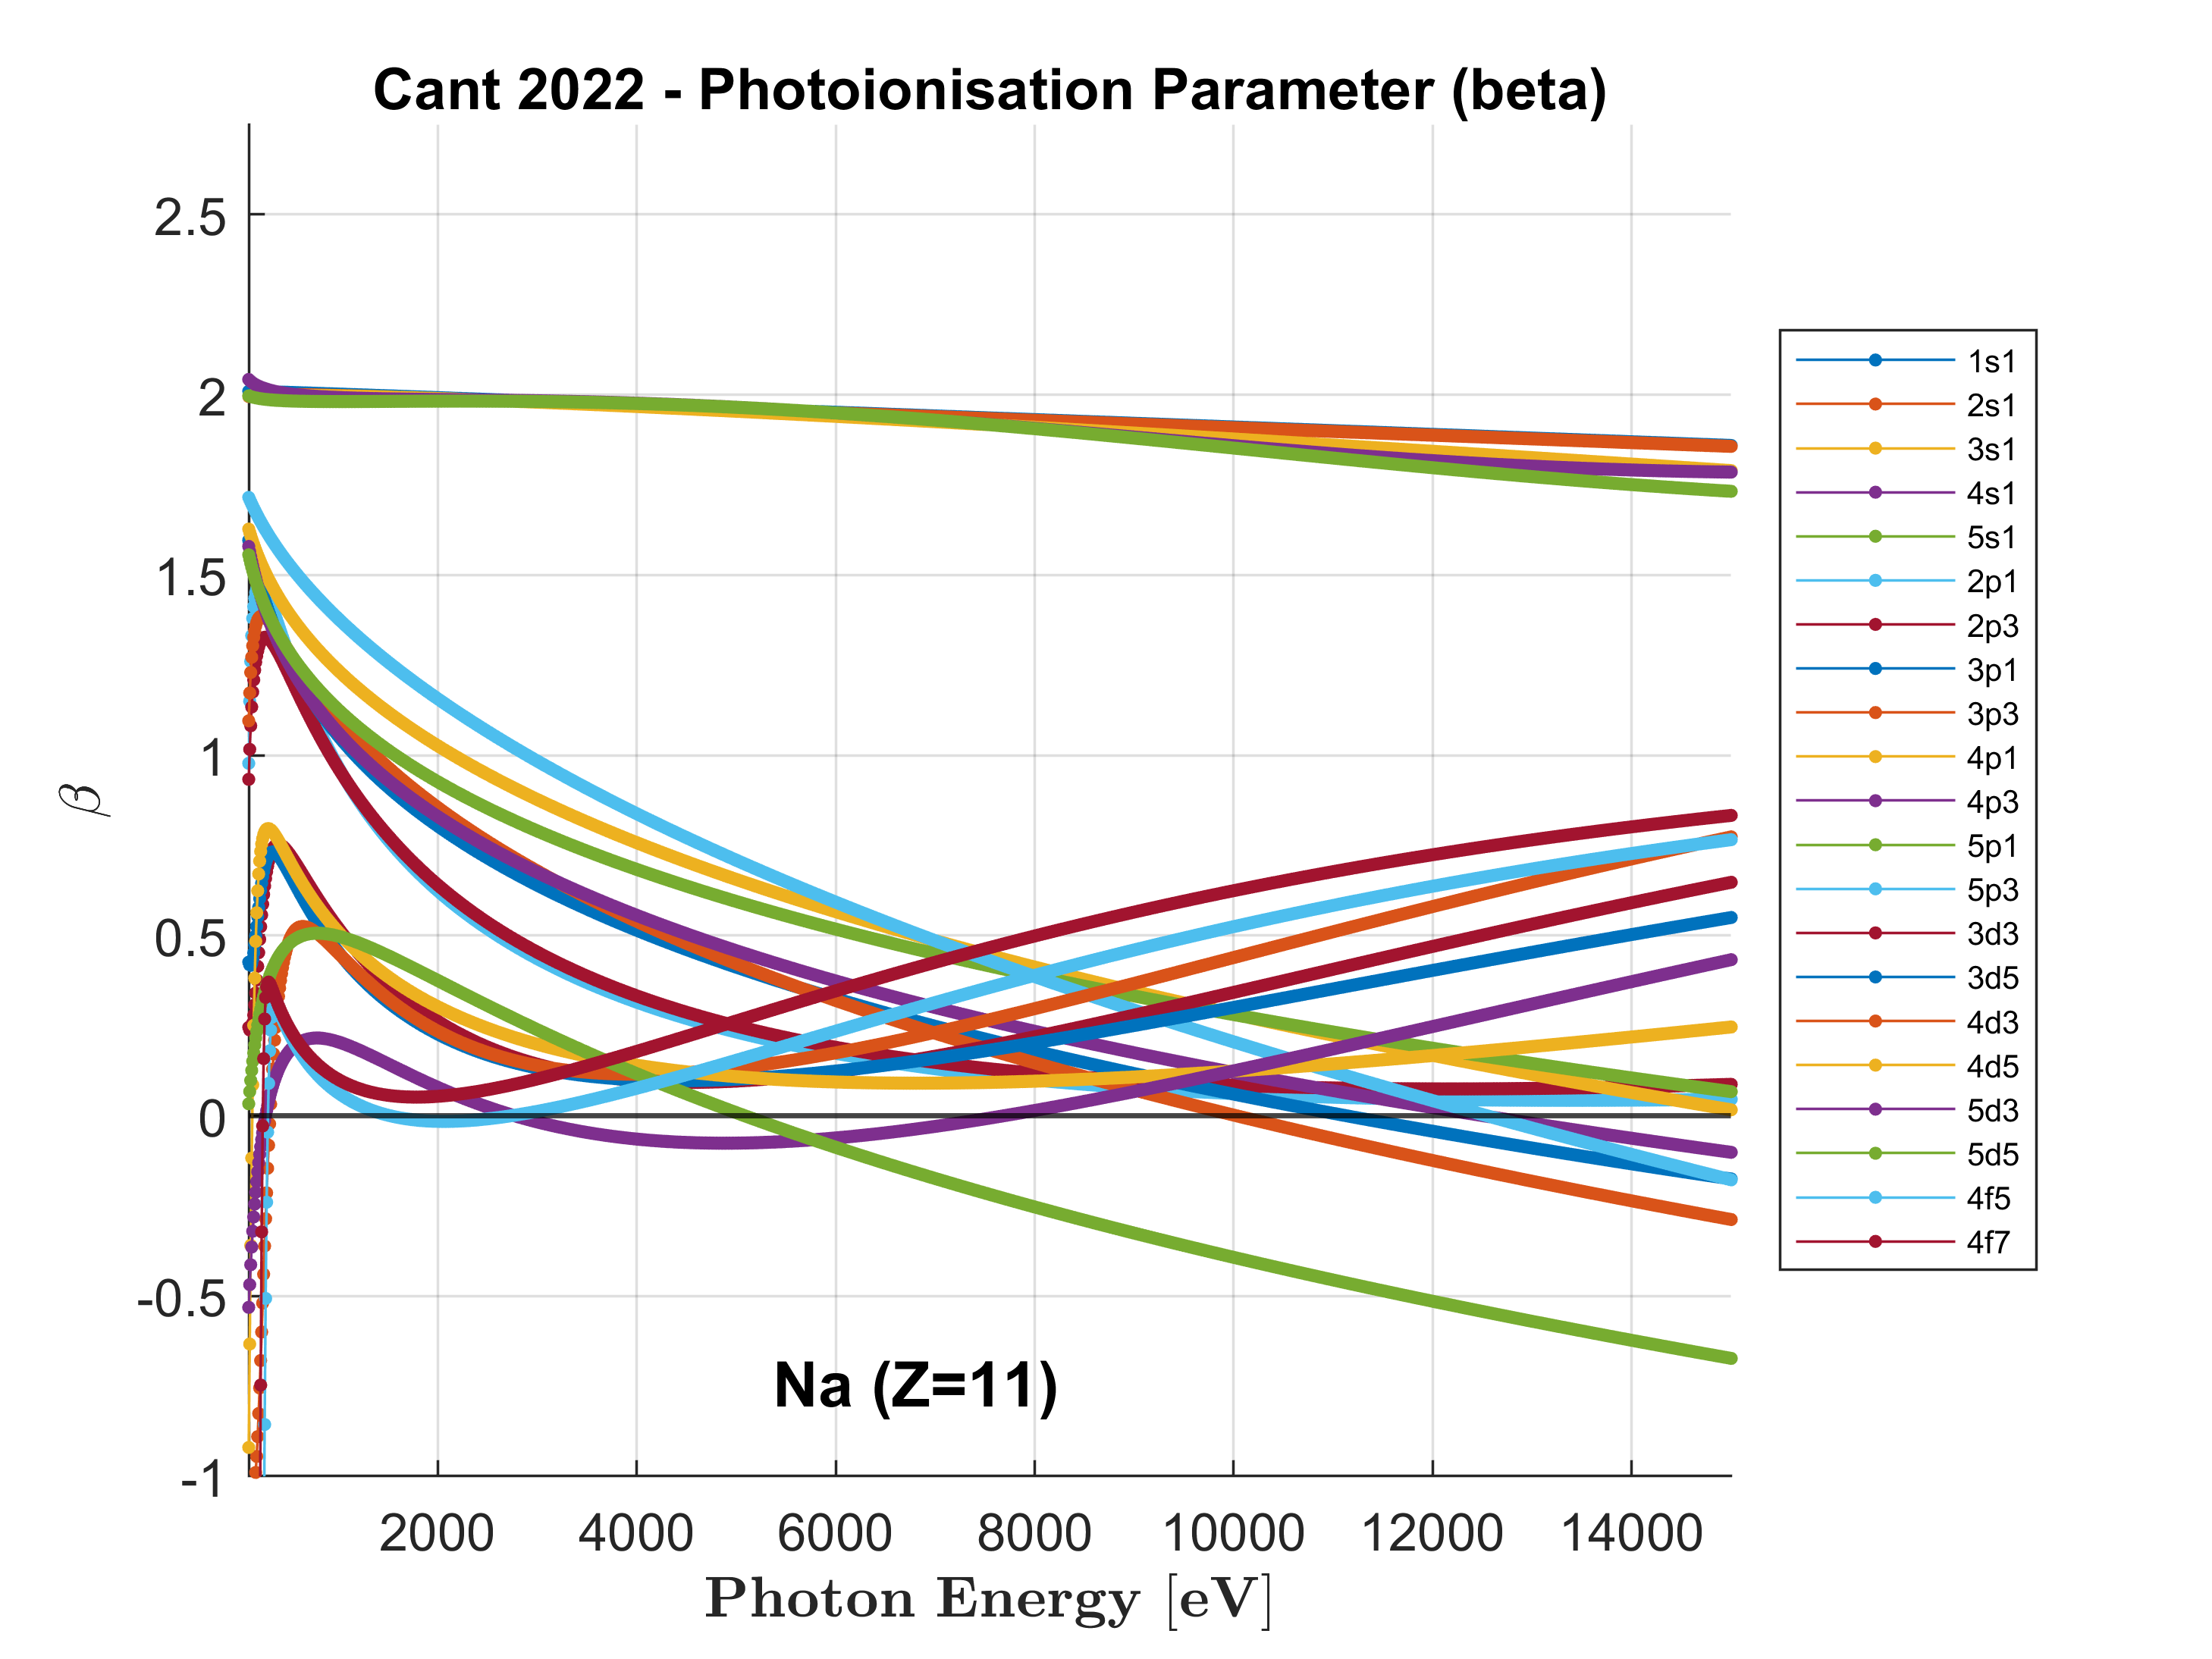 Cant 2022 - Photoionisation Parameter (beta)
2.5
2
1.5
1
0.5
0
-0.5
-1
β
2000 4000 6000 8000 10000 12000 14000
Photon Energy [eV]
Na (Z=11)
1s1
2s1
3s1
4s1
5s1
2p1
2p3
3p1
3p3
4p1
4p3
5p1
5p3
3d3
3d5
4d3
4d5
5d3
5d5
4f5
4f7